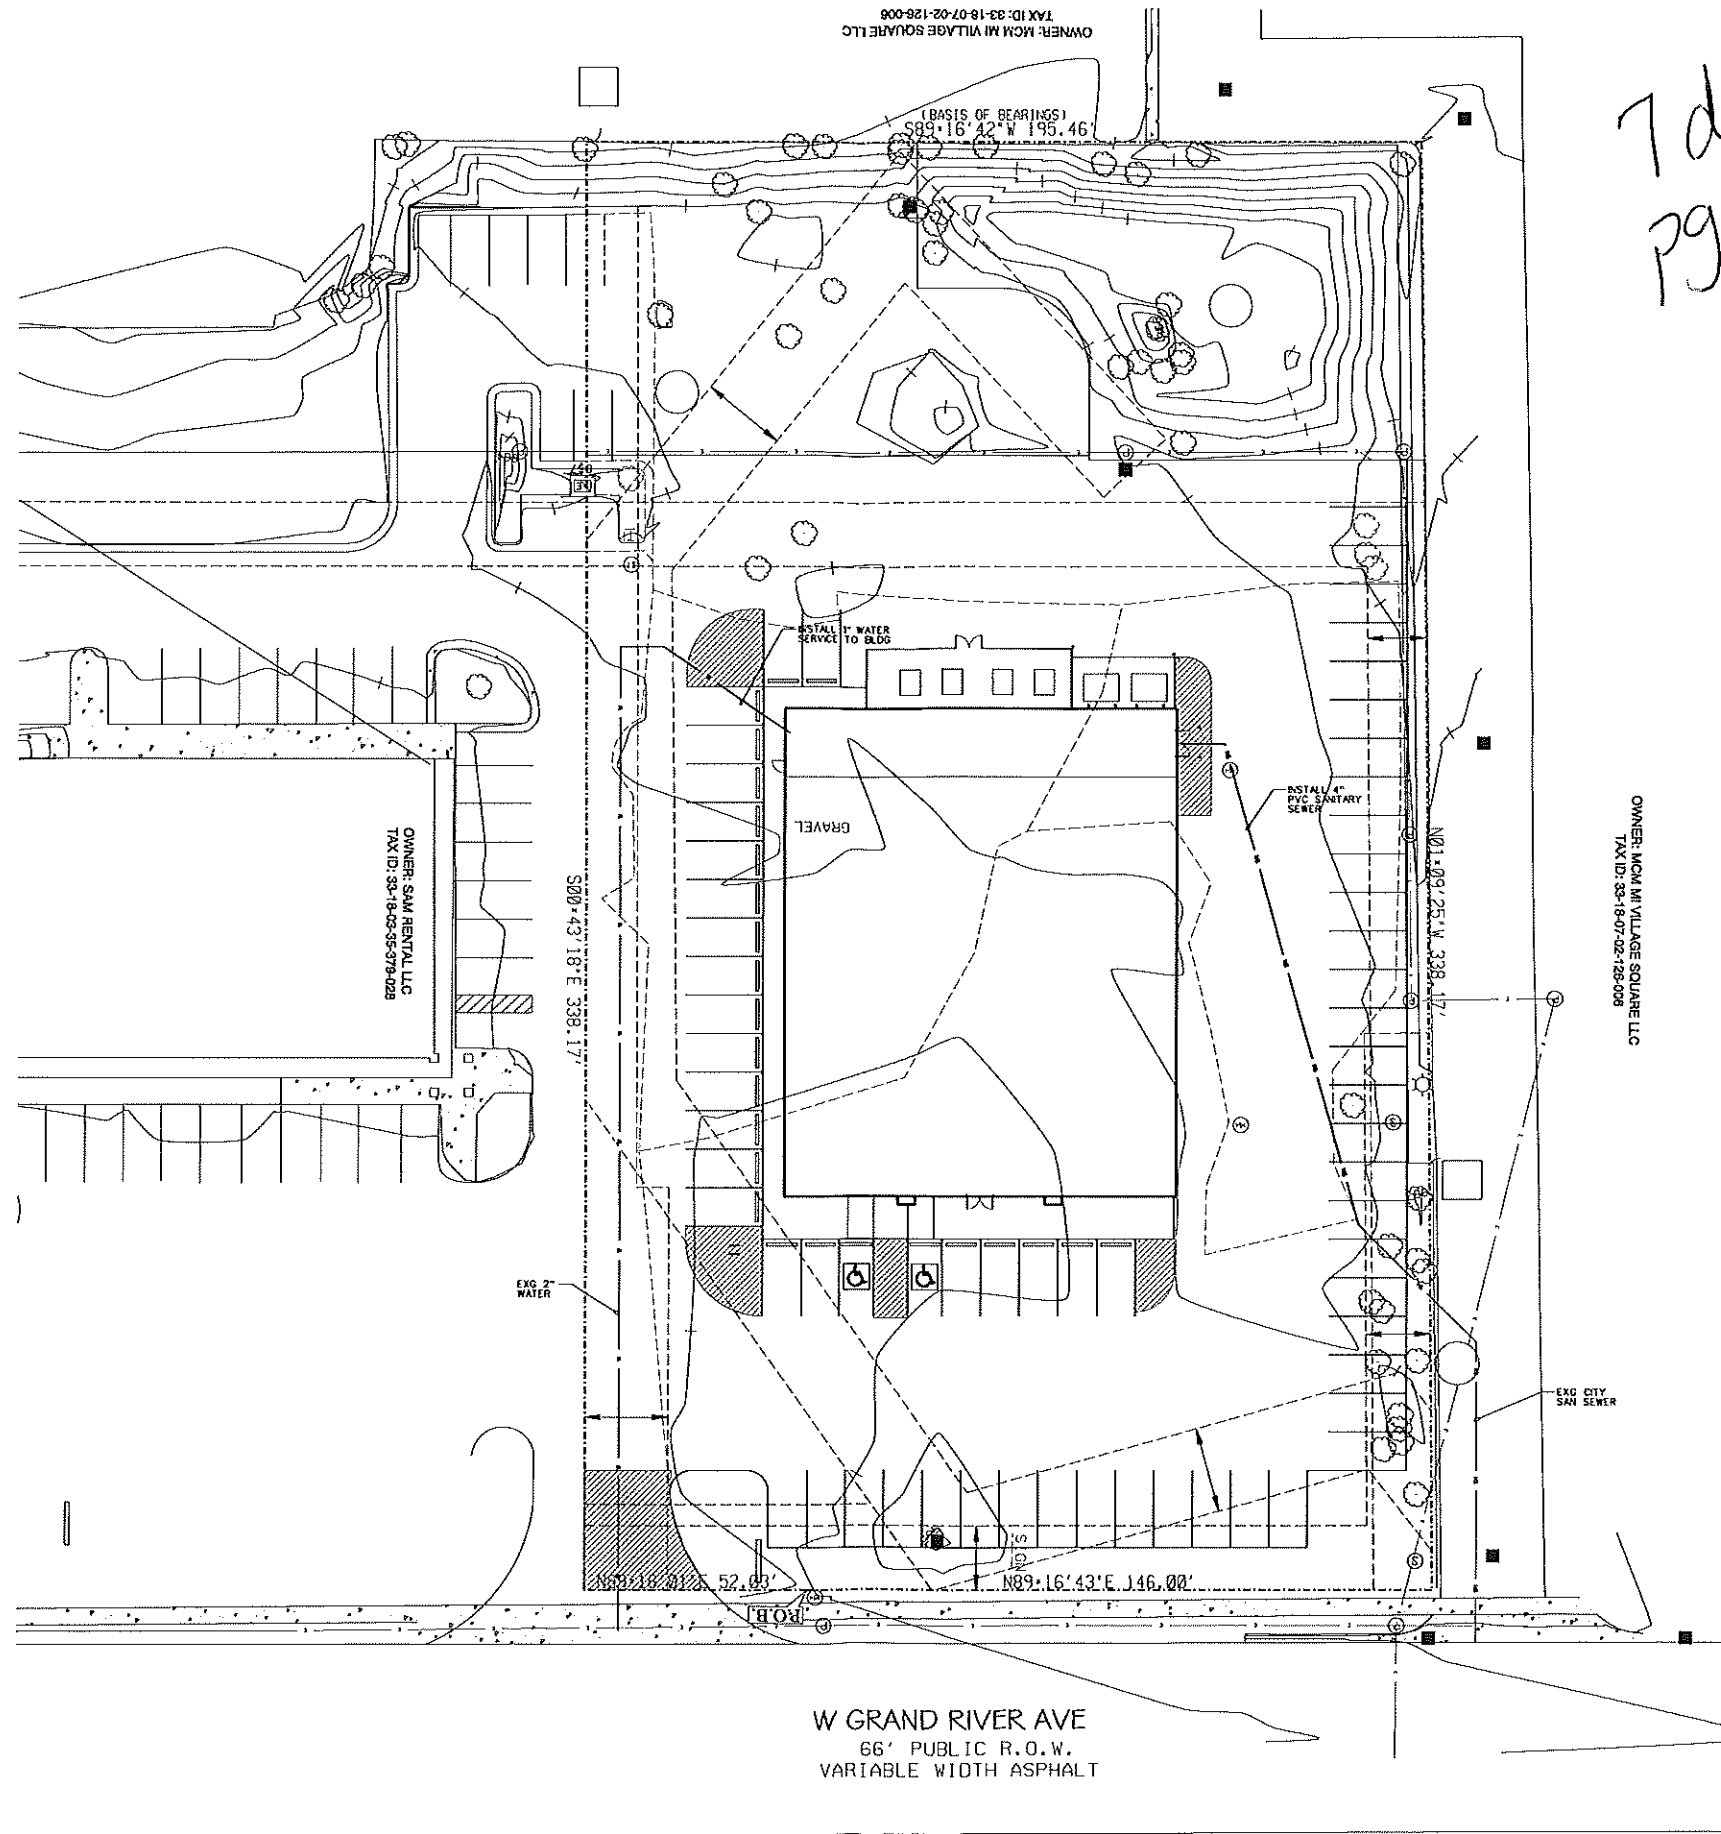 TAX ID: 33-18-07-02-126-006
OWNER: MCM MI VILLAGE SQUARE LLC
7d
pg
(BASIS OF BEARINGS)
S89°16'42"W 195.46'
INSTALL 1" WATER
SERVICE TO BLDG
GRAVEL
INSTALL 4"
PVC SANITARY
SEWER
OWNER: SAM RENTAL LLC
TAX ID: 33-18-03-35-379-028
S00°43'18"E 338.17'
N01°09'25"W 338.17'
OWNER: MCM MI VILLAGE SQUARE LLC
TAX ID: 33-18-07-02-126-006
EXG 2"
WATER
EXG CITY
SAN SEWER
SIGN
52.03'
N89°16'43"E 146.00'
P.O.B.
W GRAND RIVER AVE
66' PUBLIC R.O.W.
VARIABLE WIDTH ASPHALT